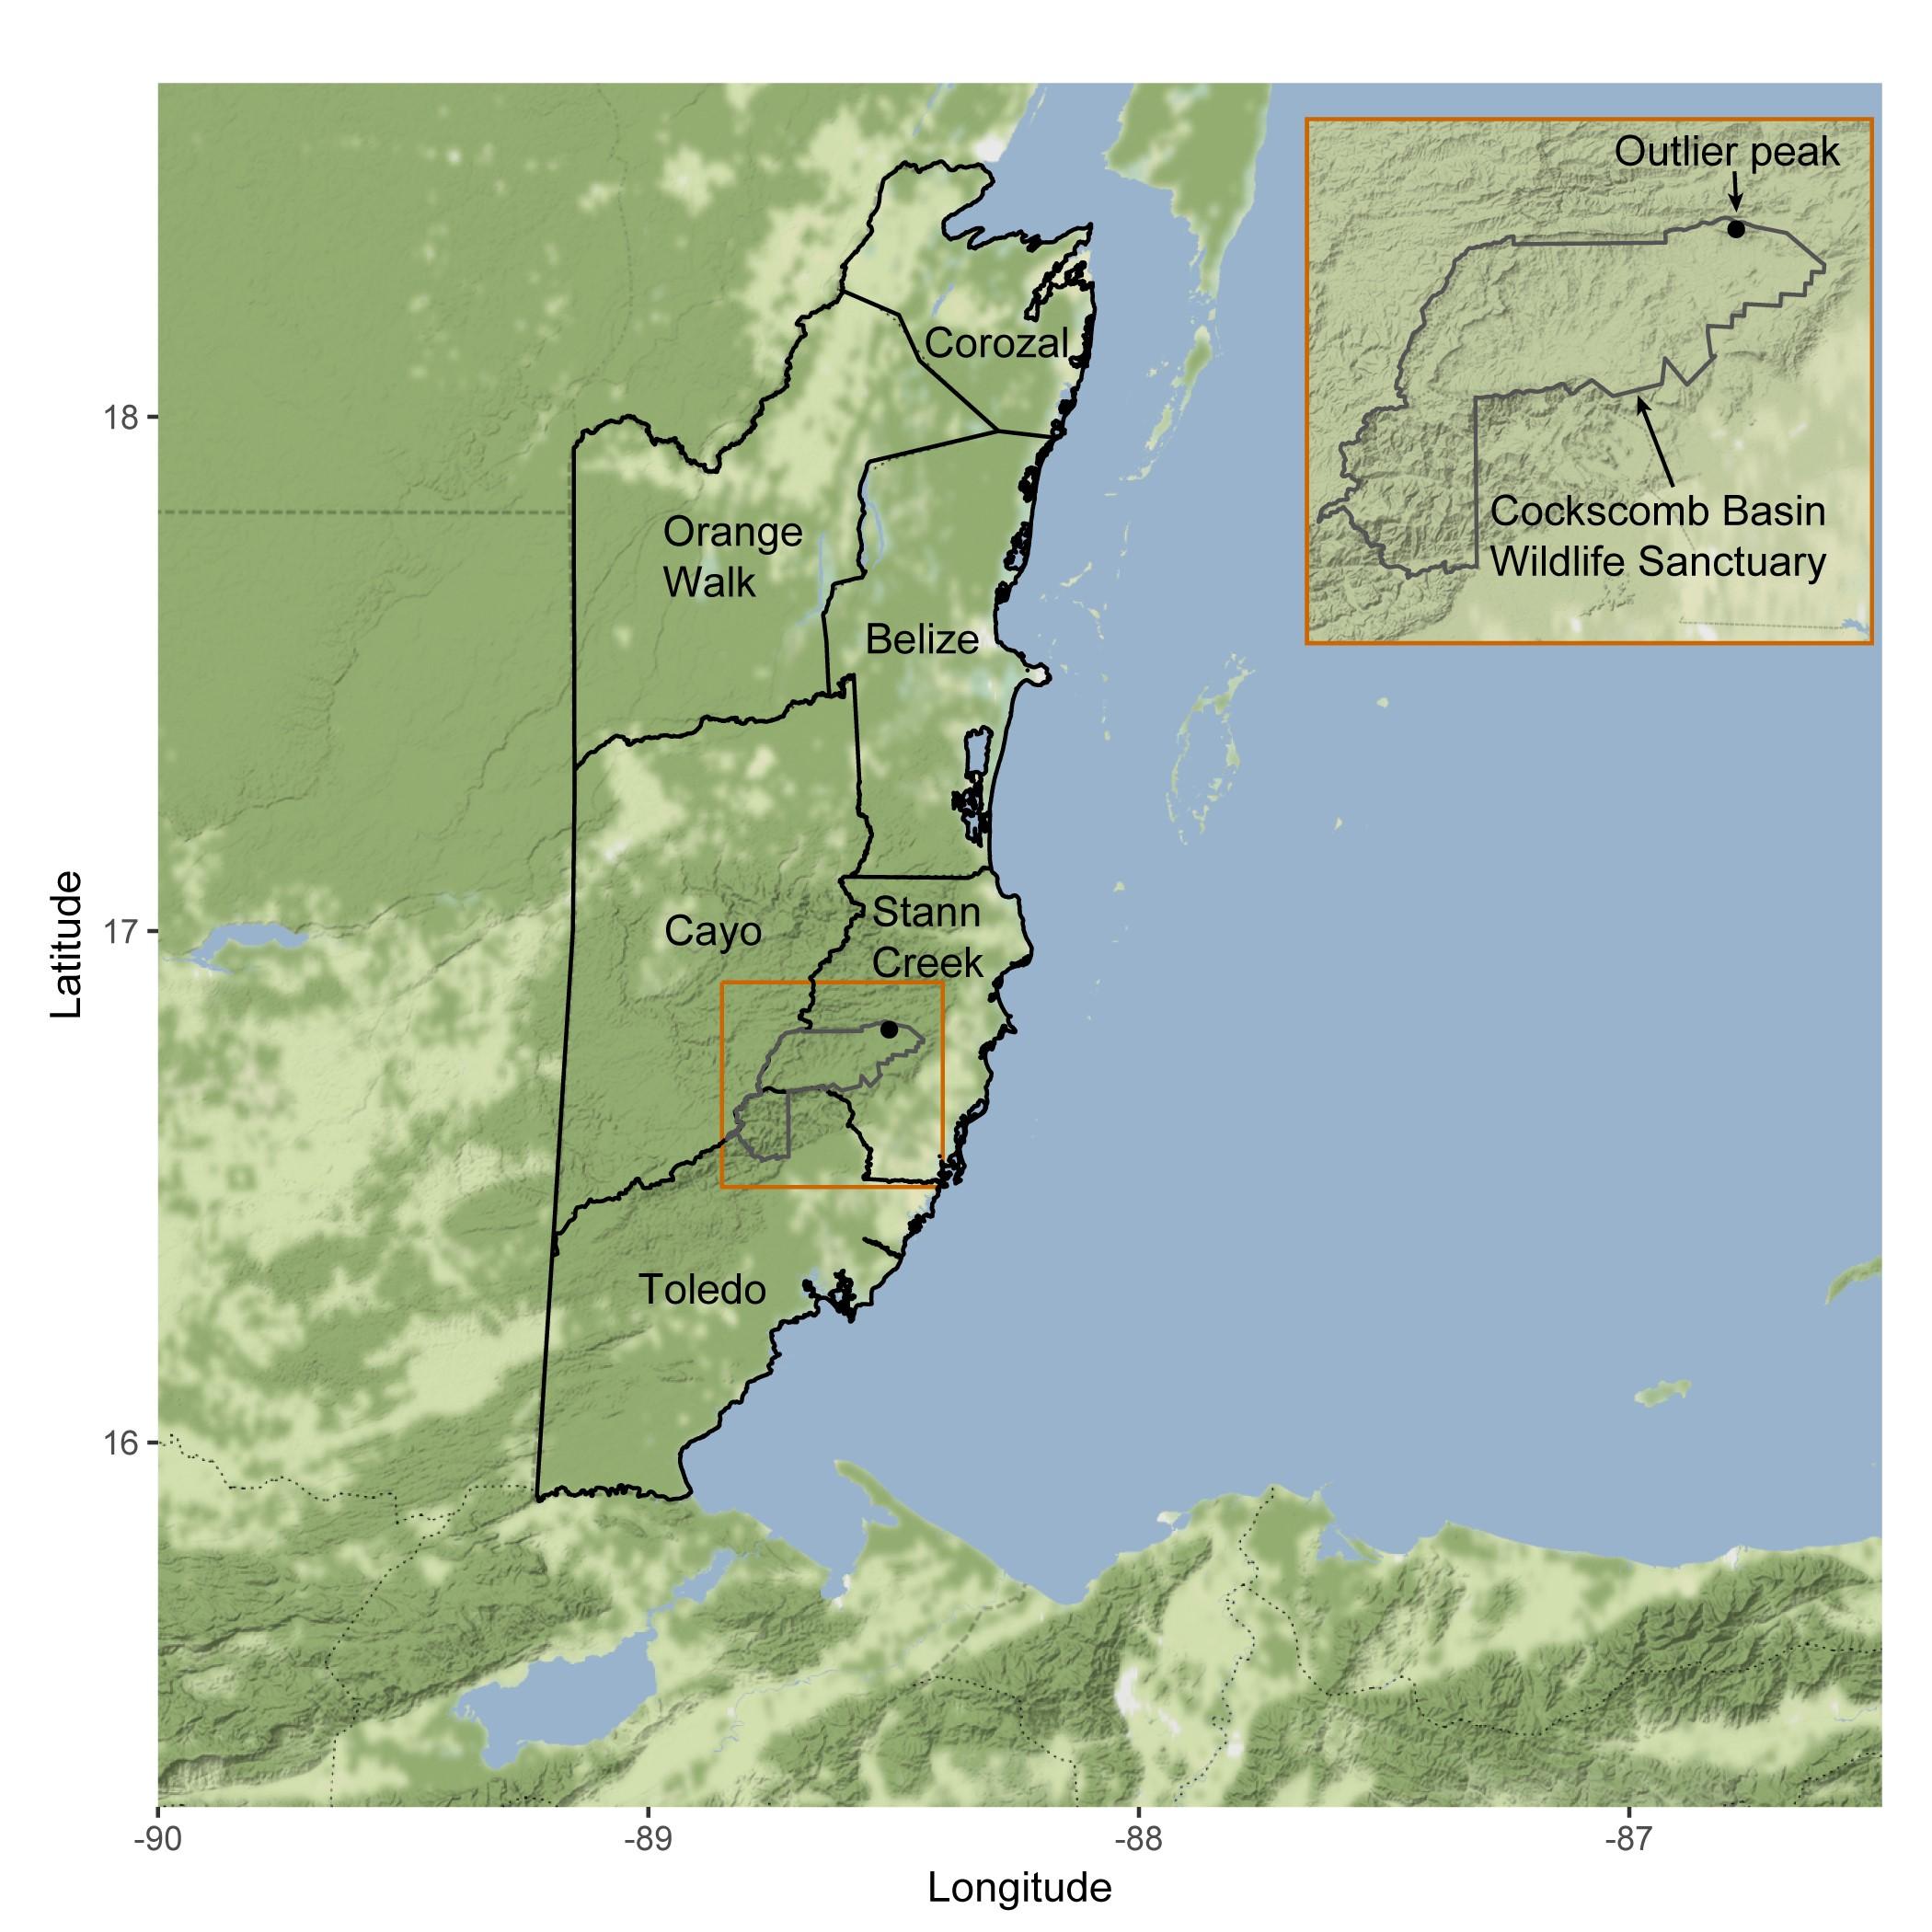 Outlier peak
Cockscomb Basin
Wildlife Sanctuary
Corozal
Orange
Walk
Belize
Stann
Creek
Cayo
Toledo
Latitude
18
17
16
-90
-89
-88
-87
Longitude